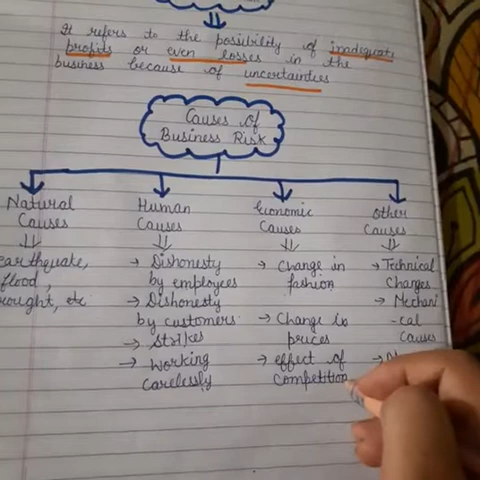 It refers to the posibility of inadequate
profits or even losses in the
business because of uncertainties
Causes of
Business Risk
Natural
Causes
earthquake,
flood,
drought, etc
Human
Causes
→ Dishonesty
by employees
→ Dishonesty
by customers
→ Strikes
→ Working
carelessly
Economic
Causes
→ Change in
fashion
→ Change in
prices
→ effect of
competition
Other
Causes
→ Technical
Charges
→ Mechani
-cal
Causes